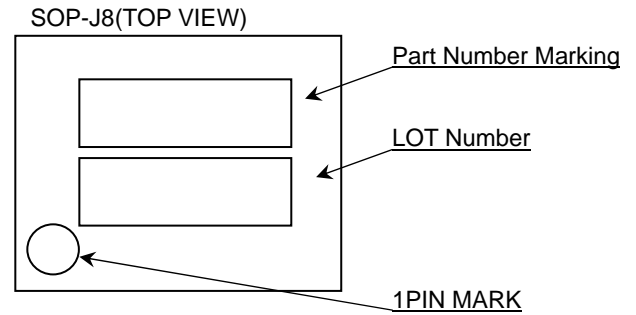 SOP-J8(TOP VIEW)
Part Number Marking
LOT Number
1PIN MARK